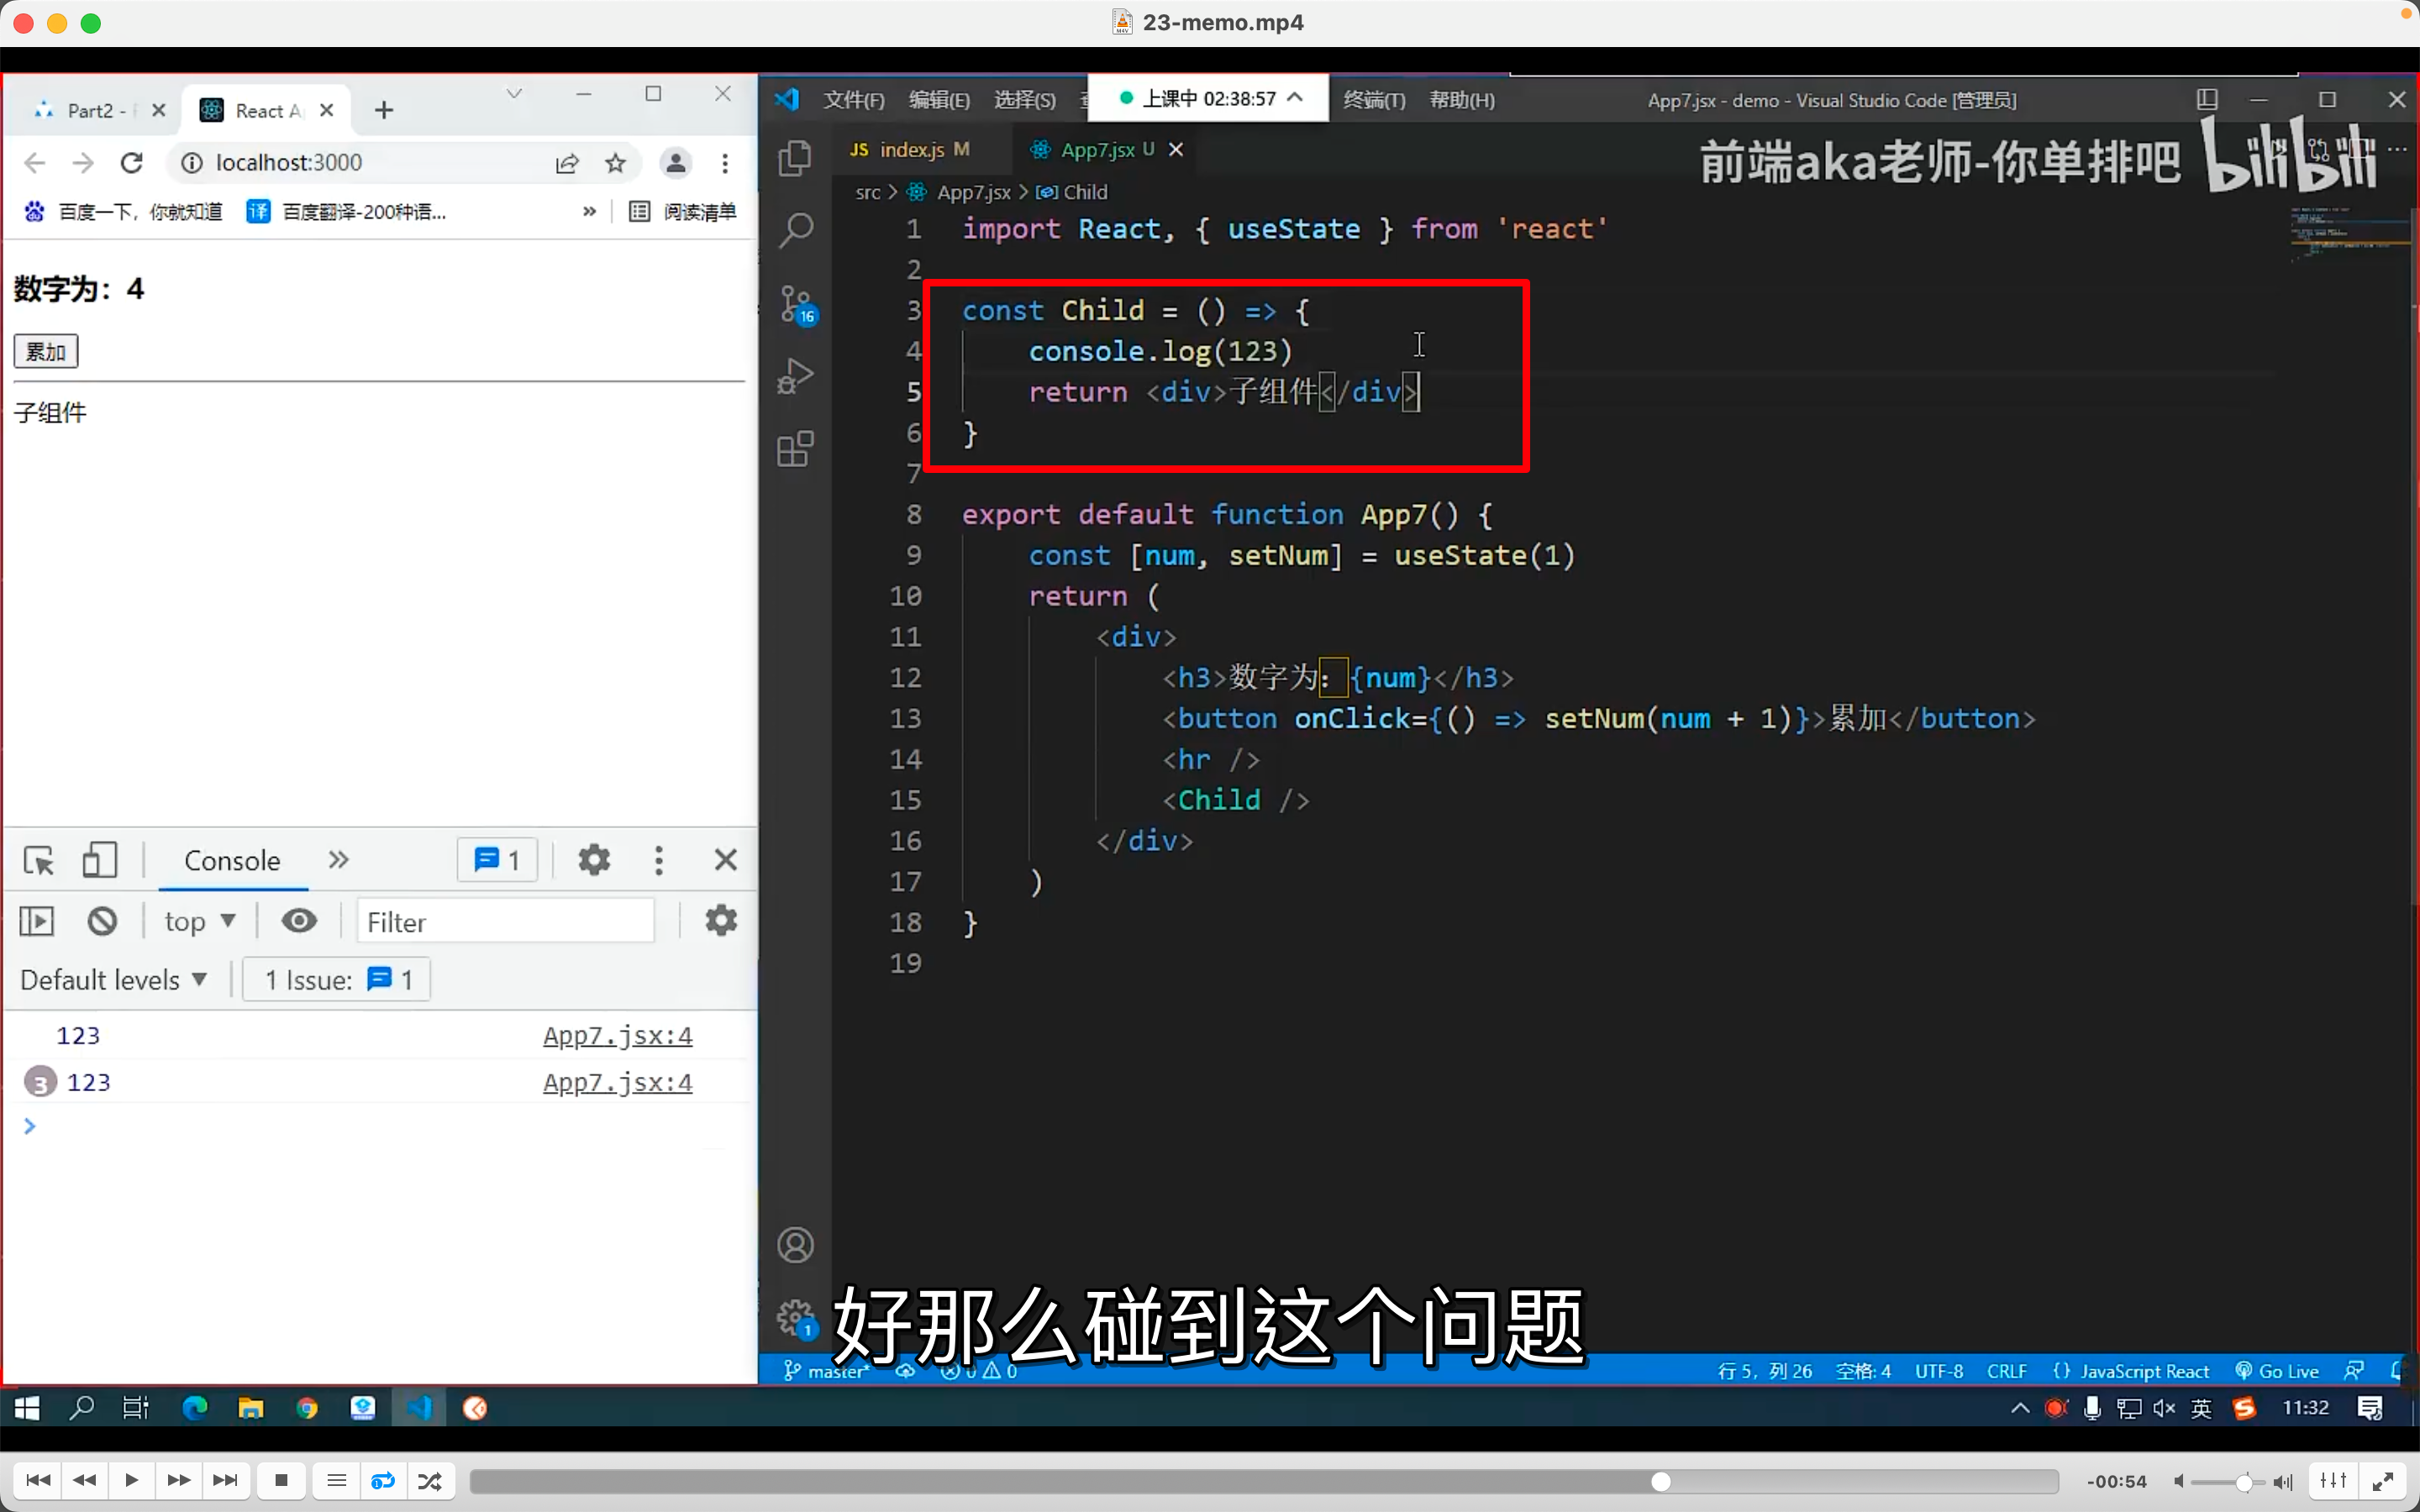 23-memo.mp4
Part2 -
React A
localhost:3000
百度一下，你就知道
百度翻译-200种语...
»
阅读清单
数字为：4
累加
子组件
Console
1
top
Filter
Default levels
1 Issue:
1
123
App7.jsx:4
3
123
App7.jsx:4
文件(F)
编辑(E)
选择(S)
上课中 02:38:57
终端(T)
帮助(H)
App7.jsx - demo - Visual Studio Code [管理员]
JS index.js M
App7.jsx U
前端aka老师-你单排吧
bilibili
src > App7.jsx > Child
16
1 import React, { useState } from 'react'
2
3 const Child = () => {
4 console.log(123)
5 return <div>子组件</div>
6 }
7
8 export default function App7() {
9 const [num, setNum] = useState(1)
10 return (
11 <div>
12 <h3>数字为：{num}</h3>
13 <button onClick={() => setNum(num + 1)}>累加</button>
14 <hr />
15 <Child />
16 </div>
17 )
18 }
19
1
好那么碰到这个问题
master*
0
0
行 5，列 26
空格: 4
UTF-8
CRLF
{} JavaScript React
Go Live
英
11:32
-00:54